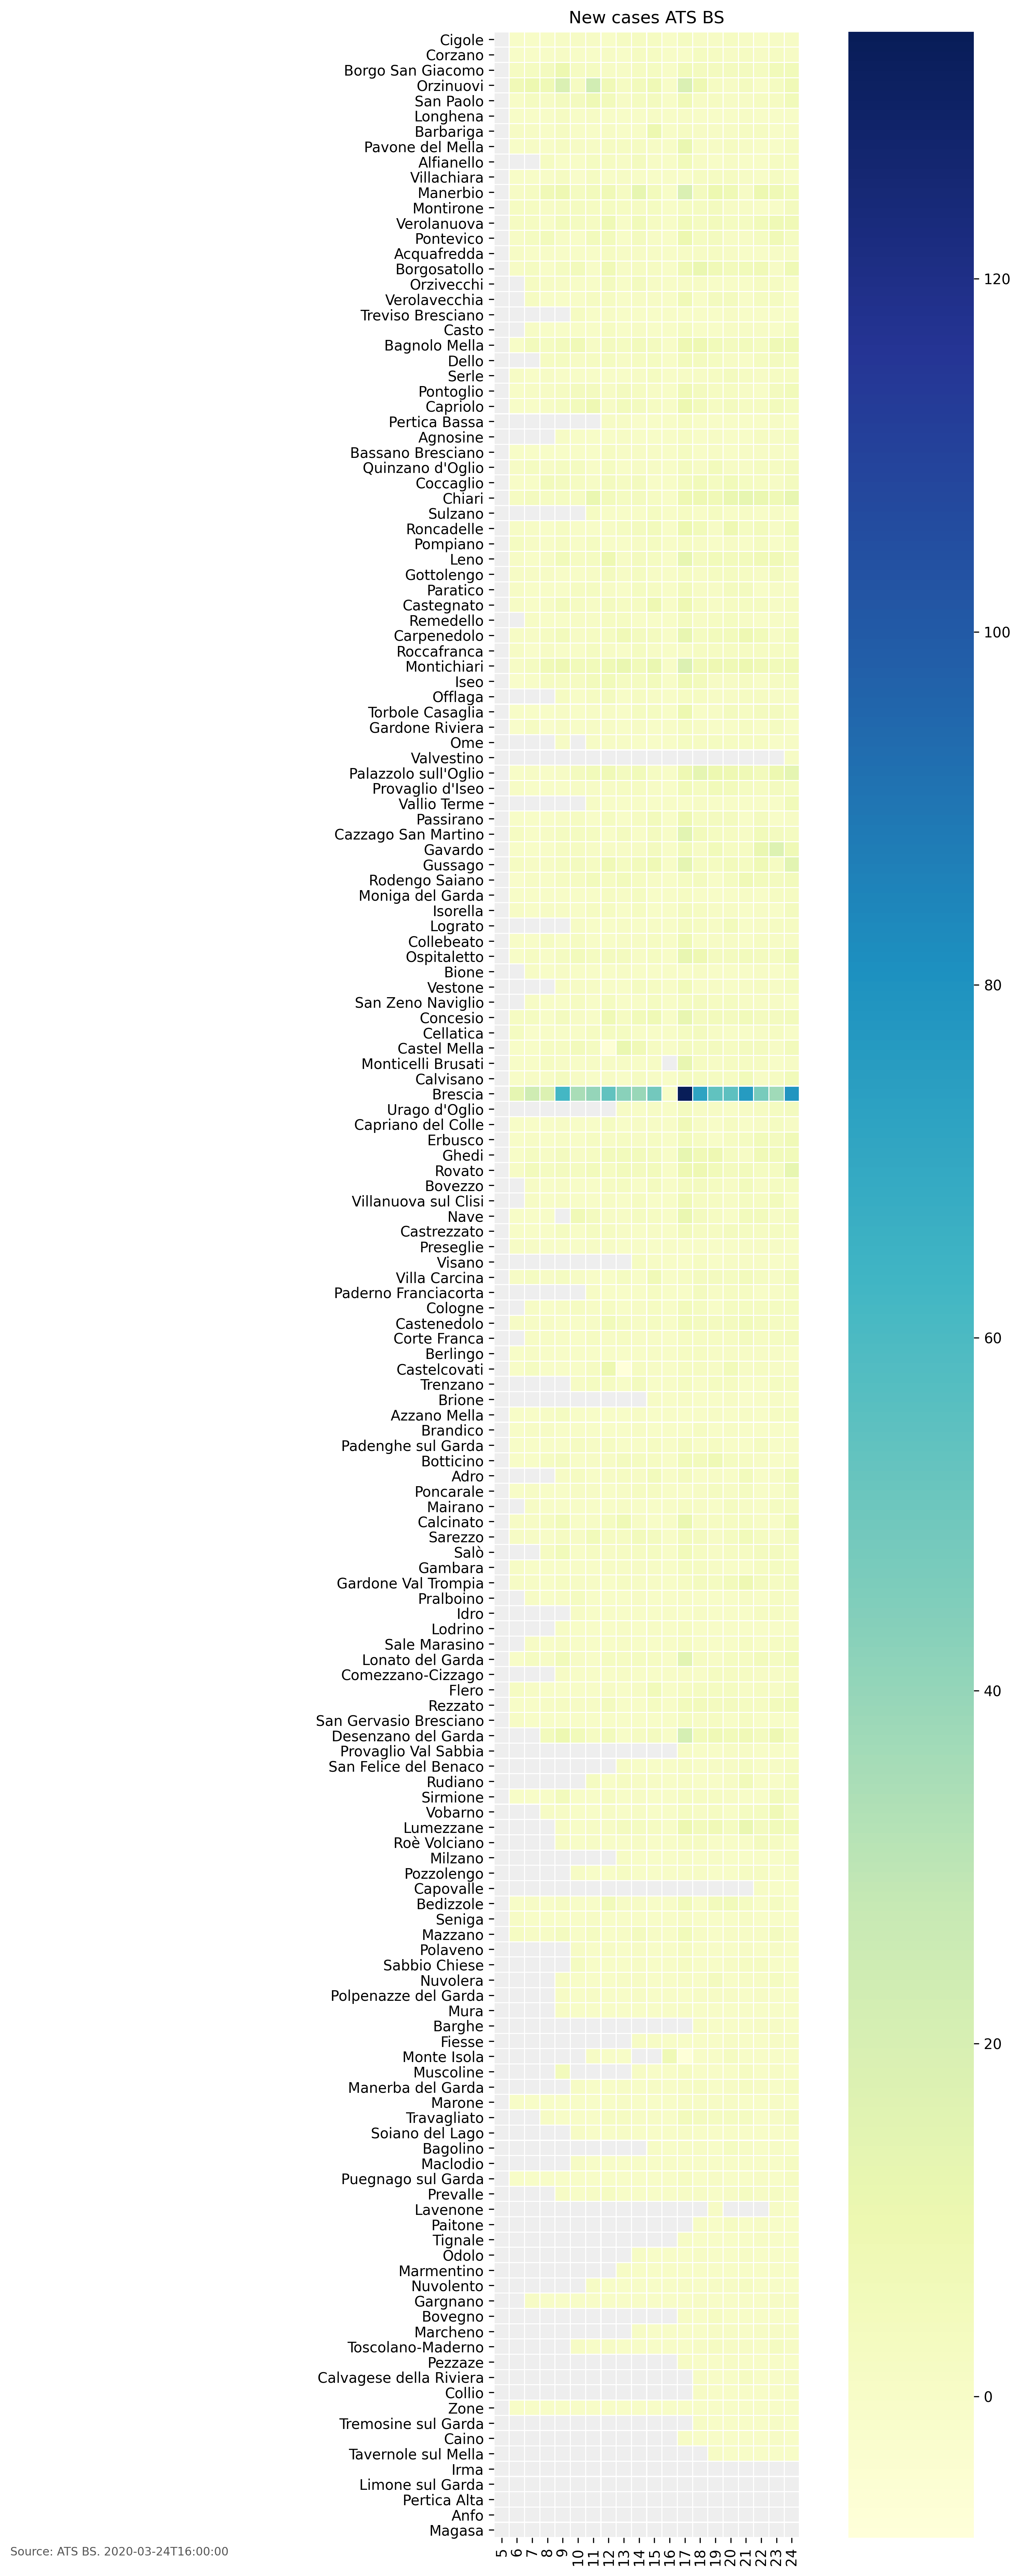 New cases ATS BS
Cigole
Corzano
Borgo San Giacomo
Orzinuovi
San Paolo
Longhena
Barbariga
Pavone del Mella
Alfianello
Villachiara
Manerbio
Montirone
Verolanuova
Pontevico
Acquafredda
Borgosatollo
Orzivecchi
Verolavecchia
Treviso Bresciano
Casto
Bagnolo Mella
Dello
Serle
Pontoglio
Capriolo
Pertica Bassa
Agnosine
Bassano Bresciano
Quinzano d'Oglio
Coccaglio
Chiari
Sulzano
Roncadelle
Pompiano
Leno
Gottolengo
Paratico
Castegnato
Remedello
Carpenedolo
Roccafranca
Montichiari
Iseo
Offlaga
Torbole Casaglia
Gardone Riviera
Ome
Valvestino
Palazzolo sull'Oglio
Provaglio d'Iseo
Vallio Terme
Passirano
Cazzago San Martino
Gavardo
Gussago
Rodengo Saiano
Moniga del Garda
Isorella
Lograto
Collebeato
Ospitaletto
Bione
Vestone
San Zeno Naviglio
Concesio
Cellatica
Castel Mella
Monticelli Brusati
Calvisano
Brescia
Urago d'Oglio
Capriano del Colle
Erbusco
Ghedi
Rovato
Bovezzo
Villanuova sul Clisi
Nave
Castrezzato
Preseglie
Visano
Villa Carcina
Paderno Franciacorta
Cologne
Castenedolo
Corte Franca
Berlingo
Castelcovati
Trenzano
Brione
Azzano Mella
Brandico
Padenghe sul Garda
Botticino
Adro
Poncarale
Mairano
Calcinato
Sarezzo
Salò
Gambara
Gardone Val Trompia
Pralboino
Idro
Lodrino
Sale Marasino
Lonato del Garda
Comezzano-Cizzago
Flero
Rezzato
San Gervasio Bresciano
Desenzano del Garda
Provaglio Val Sabbia
San Felice del Benaco
Rudiano
Sirmione
Vobarno
Lumezzane
Roè Volciano
Milzano
Pozzolengo
Capovalle
Bedizzole
Seniga
Mazzano
Polaveno
Sabbio Chiese
Nuvolera
Polpenazze del Garda
Mura
Barghe
Fiesse
Monte Isola
Muscoline
Manerba del Garda
Marone
Travagliato
Soiano del Lago
Bagolino
Maclodio
Puegnago sul Garda
Prevalle
Lavenone
Paitone
Tignale
Odolo
Marmentino
Nuvolento
Gargnano
Bovegno
Marcheno
Toscolano-Maderno
Pezzaze
Calvagese della Riviera
Collio
Zone
Tremosine sul Garda
Caino
Tavernole sul Mella
Irma
Limone sul Garda
Pertica Alta
Anfo
Magasa
5 6 7 8 9 10 11 12 13 14 15 16 17 18 19 20 21 22 23 24
120
100
80
60
40
20
0
Source: ATS BS. 2020-03-24T16:00:00